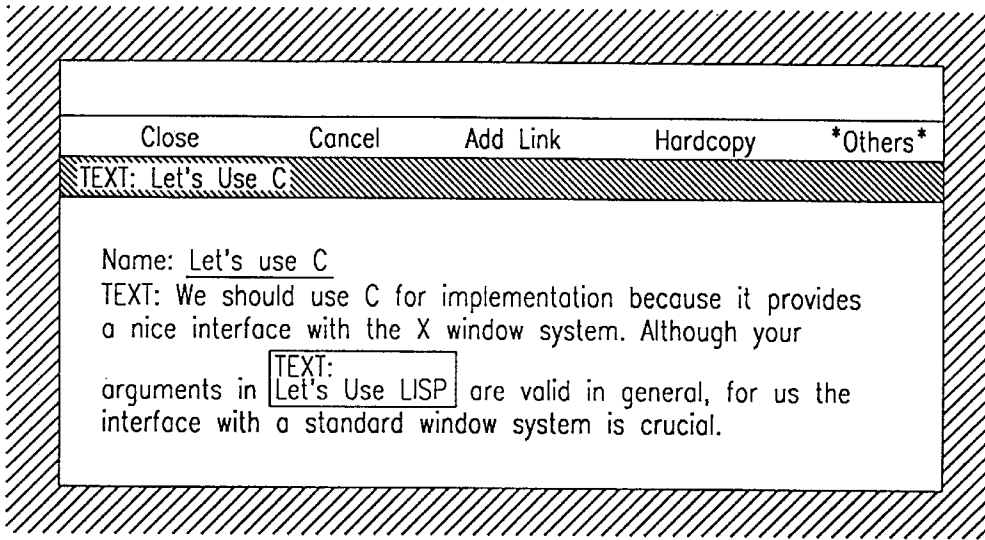 Close Cancel Add Link Hardcopy *Others*
TEXT: Let's Use C
Name: Let's use C
TEXT: We should use C for implementation because it provides
a nice interface with the X window system. Although your
TEXT:
arguments in Let's Use LISP are valid in general, for us the
interface with a standard window system is crucial.